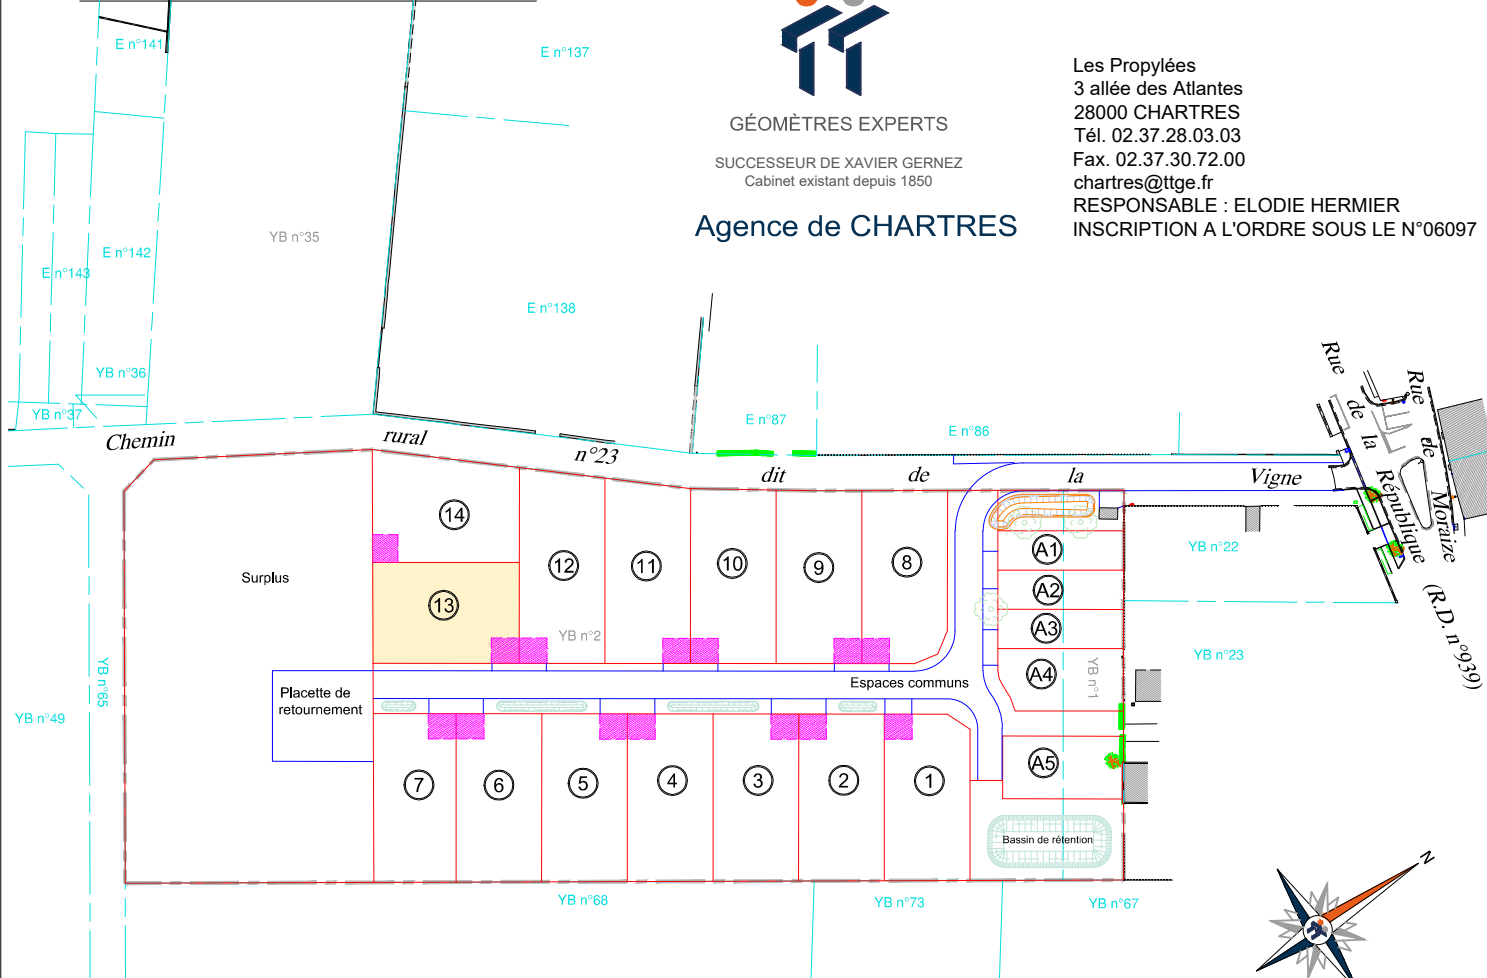 GÉOMÈTRES EXPERTS
SUCCESSEUR DE XAVIER GERNEZ
Cabinet existant depuis 1850
Agence de CHARTRES
Les Propylées
3 allée des Atlantes
28000 CHARTRES
Tél. 02.37.28.03.03
Fax. 02.37.30.72.00
chartres@ttge.fr
RESPONSABLE : ELODIE HERMIER
INSCRIPTION A L'ORDRE SOUS LE N°06097
E n°141
E n°137
YB n°35
E n°142
E n°143
E n°138
YB n°36
YB n°37
E n°87
E n°86
Chemin rural n°23 dit de la Vigne
Rue de la République
Rue de Moraize
(R.D. n°939)
14
13
12
11
10
9
8
A1
A2
A3
A4
A5
Surplus
YB n°2
YB n°1
YB n°22
YB n°23
YB n°65
YB n°49
Placette de
retournement
Espaces communs
7
6
5
4
3
2
1
Bassin de rétention
YB n°68
YB n°73
YB n°67
N